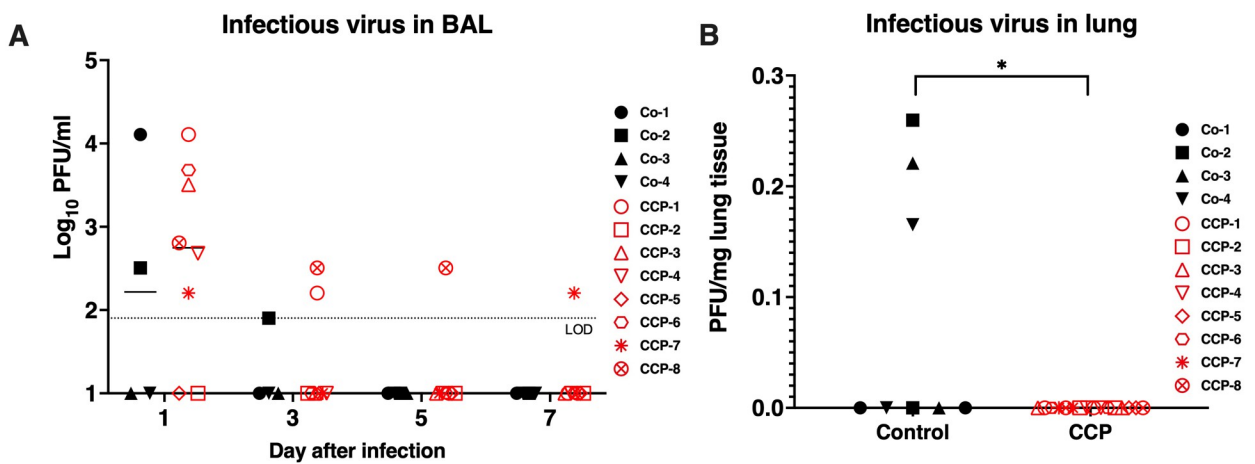 A
Infectious virus in BAL
Log10 PFU/ml
5
4
3
2
1
LOD
1 3 5 7
Day after infection
Co-1
Co-2
Co-3
Co-4
CCP-1
CCP-2
CCP-3
CCP-4
CCP-5
CCP-6
CCP-7
CCP-8
B
Infectious virus in lung
PFU/mg lung tissue
0.3
0.2
0.1
0.0
*
Control CCP
Co-1
Co-2
Co-3
Co-4
CCP-1
CCP-2
CCP-3
CCP-4
CCP-5
CCP-6
CCP-7
CCP-8